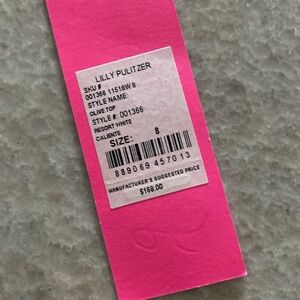 LILLY PULITZER
SKU #
001366 11518W 8
STYLE NAME:
OLIVE TOP
STYLE #: 001366
RESORT WHITE
CALIENTE
SIZE: 8
889069 457013
MANUFACTURER'S SUGGESTED PRICE
$168.00